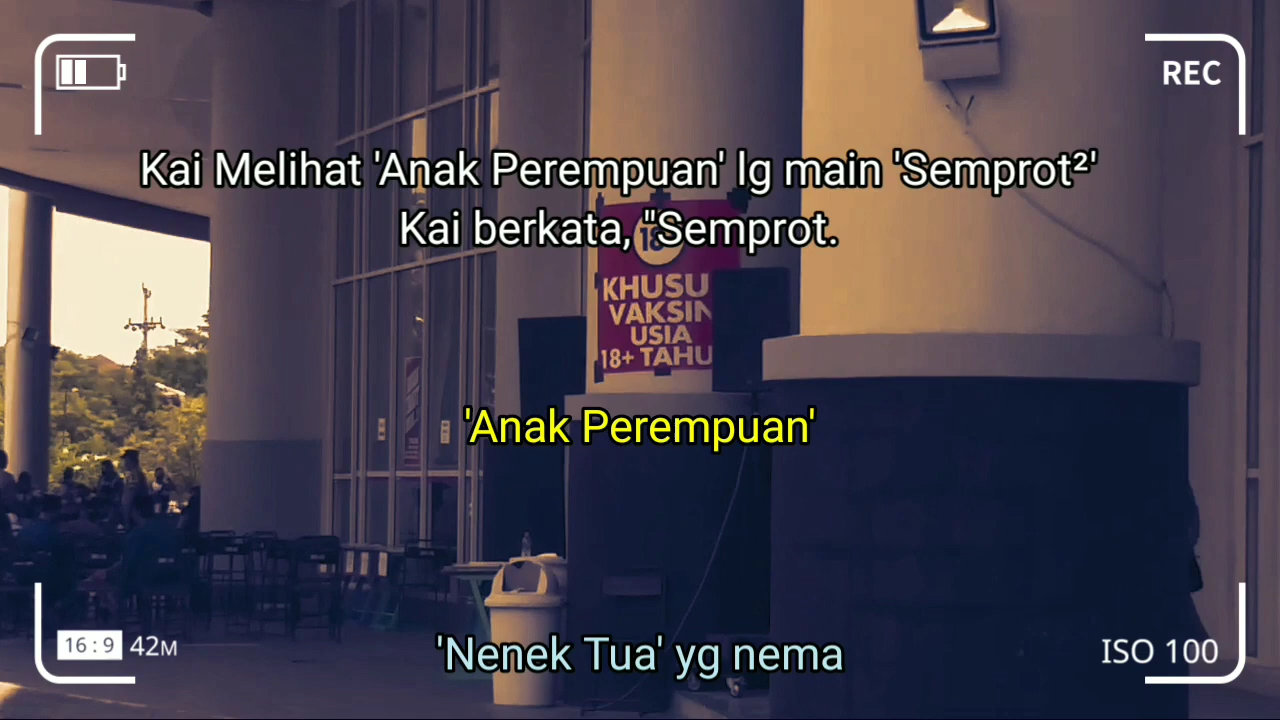 REC
Kai Melihat 'Anak Perempuan' lg main 'Semprot²'
Kai berkata, "Semprot.
18
KHUSU
VAKSIN
USIA
18+ TAHU
'Anak Perempuan'
'Nenek Tua' yg nema
16:9 42M
ISO 100